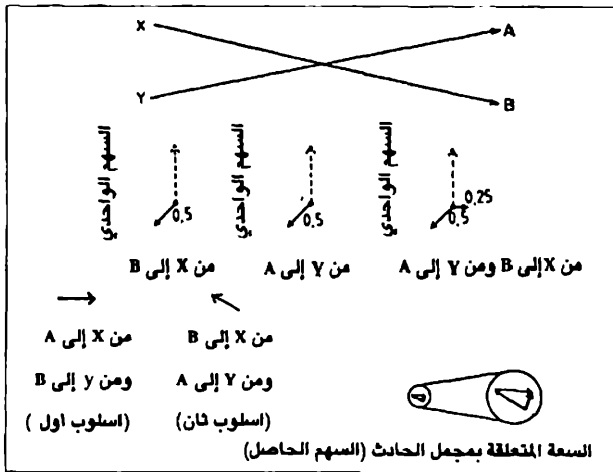 X A
Y B
السهم الواحدي السهم الواحدي السهم الواحدي
0.5 0.5 0.25
0.5
من X إلى B من Y إلى A من X إلى B ومن Y إلى A
من X إلى A من X إلى B
ومن y إلى B ومن Y إلى A
(اسلوب اول ) (اسلوب ثان)
السعة المتعلقة بمجمل الحادث (السهم الحاصل)